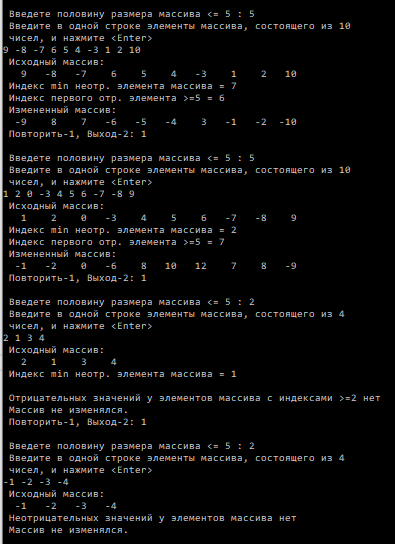 Введете половину размера массива <= 5 : 5
Введите в одной строке элементы массива, состоящего из 10
чисел, и нажмите <Enter>
9 -8 -7 6 5 4 -3 1 2 10
Исходный массив:
9 -8 -7 6 5 4 -3 1 2 10
Индекс min неотр. элемента массива = 7
Индекс первого отр. элемента >=5 = 6
Измененный массив:
-9 8 7 -6 -5 -4 3 -1 -2 -10
Повторить-1, Выход-2: 1
Введете половину размера массива <= 5 : 5
Введите в одной строке элементы массива, состоящего из 10
чисел, и нажмите <Enter>
1 2 0 -3 4 5 6 -7 -8 9
Исходный массив:
1 2 0 -3 4 5 6 -7 -8 9
Индекс min неотр. элемента массива = 2
Индекс первого отр. элемента >=5 = 7
Измененный массив:
-1 -2 0 -6 8 10 12 7 8 -9
Повторить-1, Выход-2: 1
Введете половину размера массива <= 5 : 2
Введите в одной строке элементы массива, состоящего из 4
чисел, и нажмите <Enter>
2 1 3 4
Исходный массив:
2 1 3 4
Индекс min неотр. элемента массива = 1
Отрицательных значений у элементов массива с индексами >=2 нет
Массив не изменялся.
Повторить-1, Выход-2: 1
Введете половину размера массива <= 5 : 2
Введите в одной строке элементы массива, состоящего из 4
чисел, и нажмите <Enter>
-1 -2 -3 -4
Исходный массив:
-1 -2 -3 -4
Неотрицательных значений у элементов массива нет
Массив не изменялся.